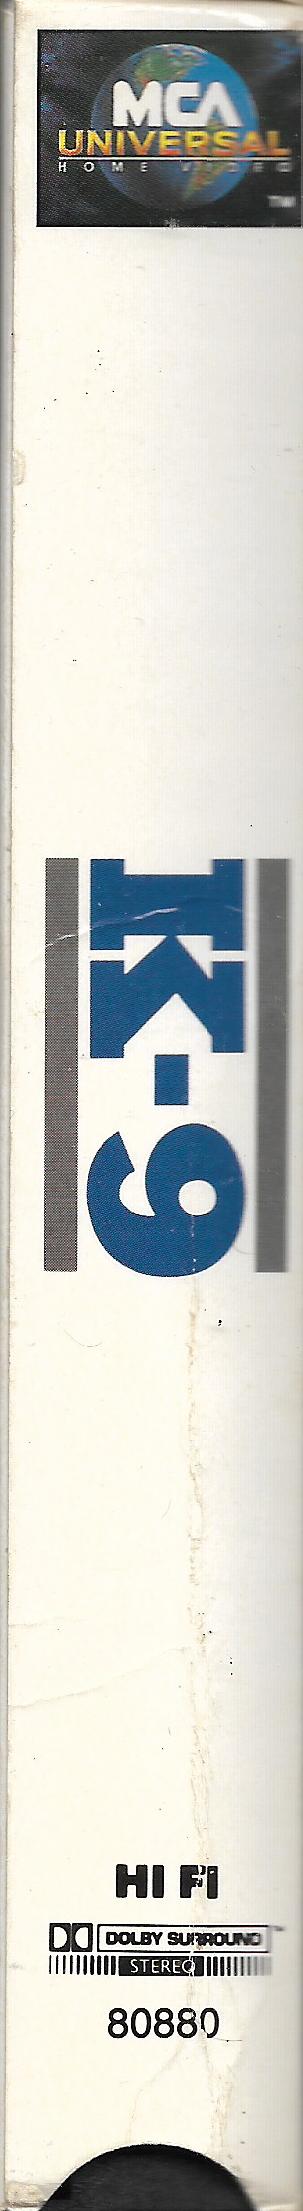 MCA
UNIVERSAL
HOME VIDEO
TM
K-9
HI FI
DOLBY SURROUND
STEREO
80880